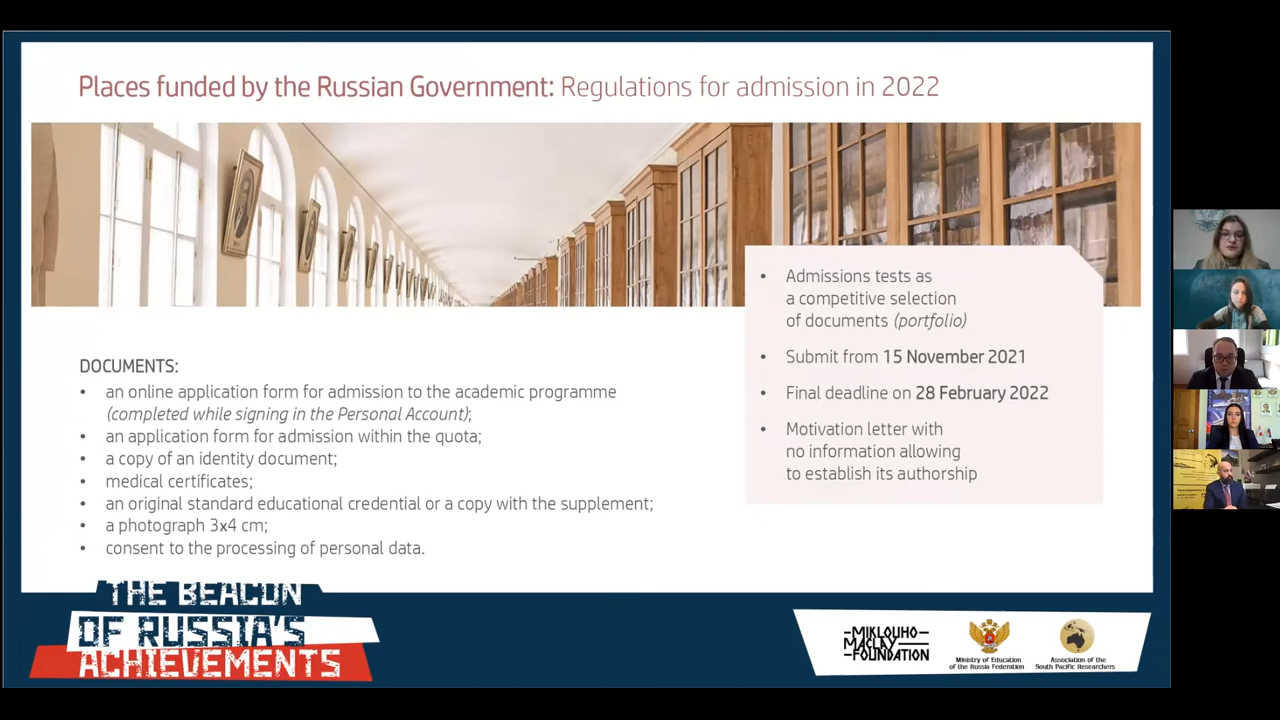 Places funded by the Russian Government: Regulations for admission in 2022
• Admissions tests as
a competitive selection
of documents (portfolio)
• Submit from 15 November 2021
• Final deadline on 28 February 2022
• Motivation letter with
no information allowing
to establish its authorship
DOCUMENTS:
• an online application form for admission to the academic programme
(completed while signing in the Personal Account);
• an application form for admission within the quota;
• a copy of an identity document;
• medical certificates;
• an original standard educational credential or a copy with the supplement;
• a photograph 3x4 cm;
• consent to the processing of personal data.
THE BEACON
OF RUSSIA'S
ACHIEVEMENTS
MIKLOUHO
MACLAY
FOUNDATION
Ministry of Education
of the Russia Federation
Association of the
South Pacific Researchers